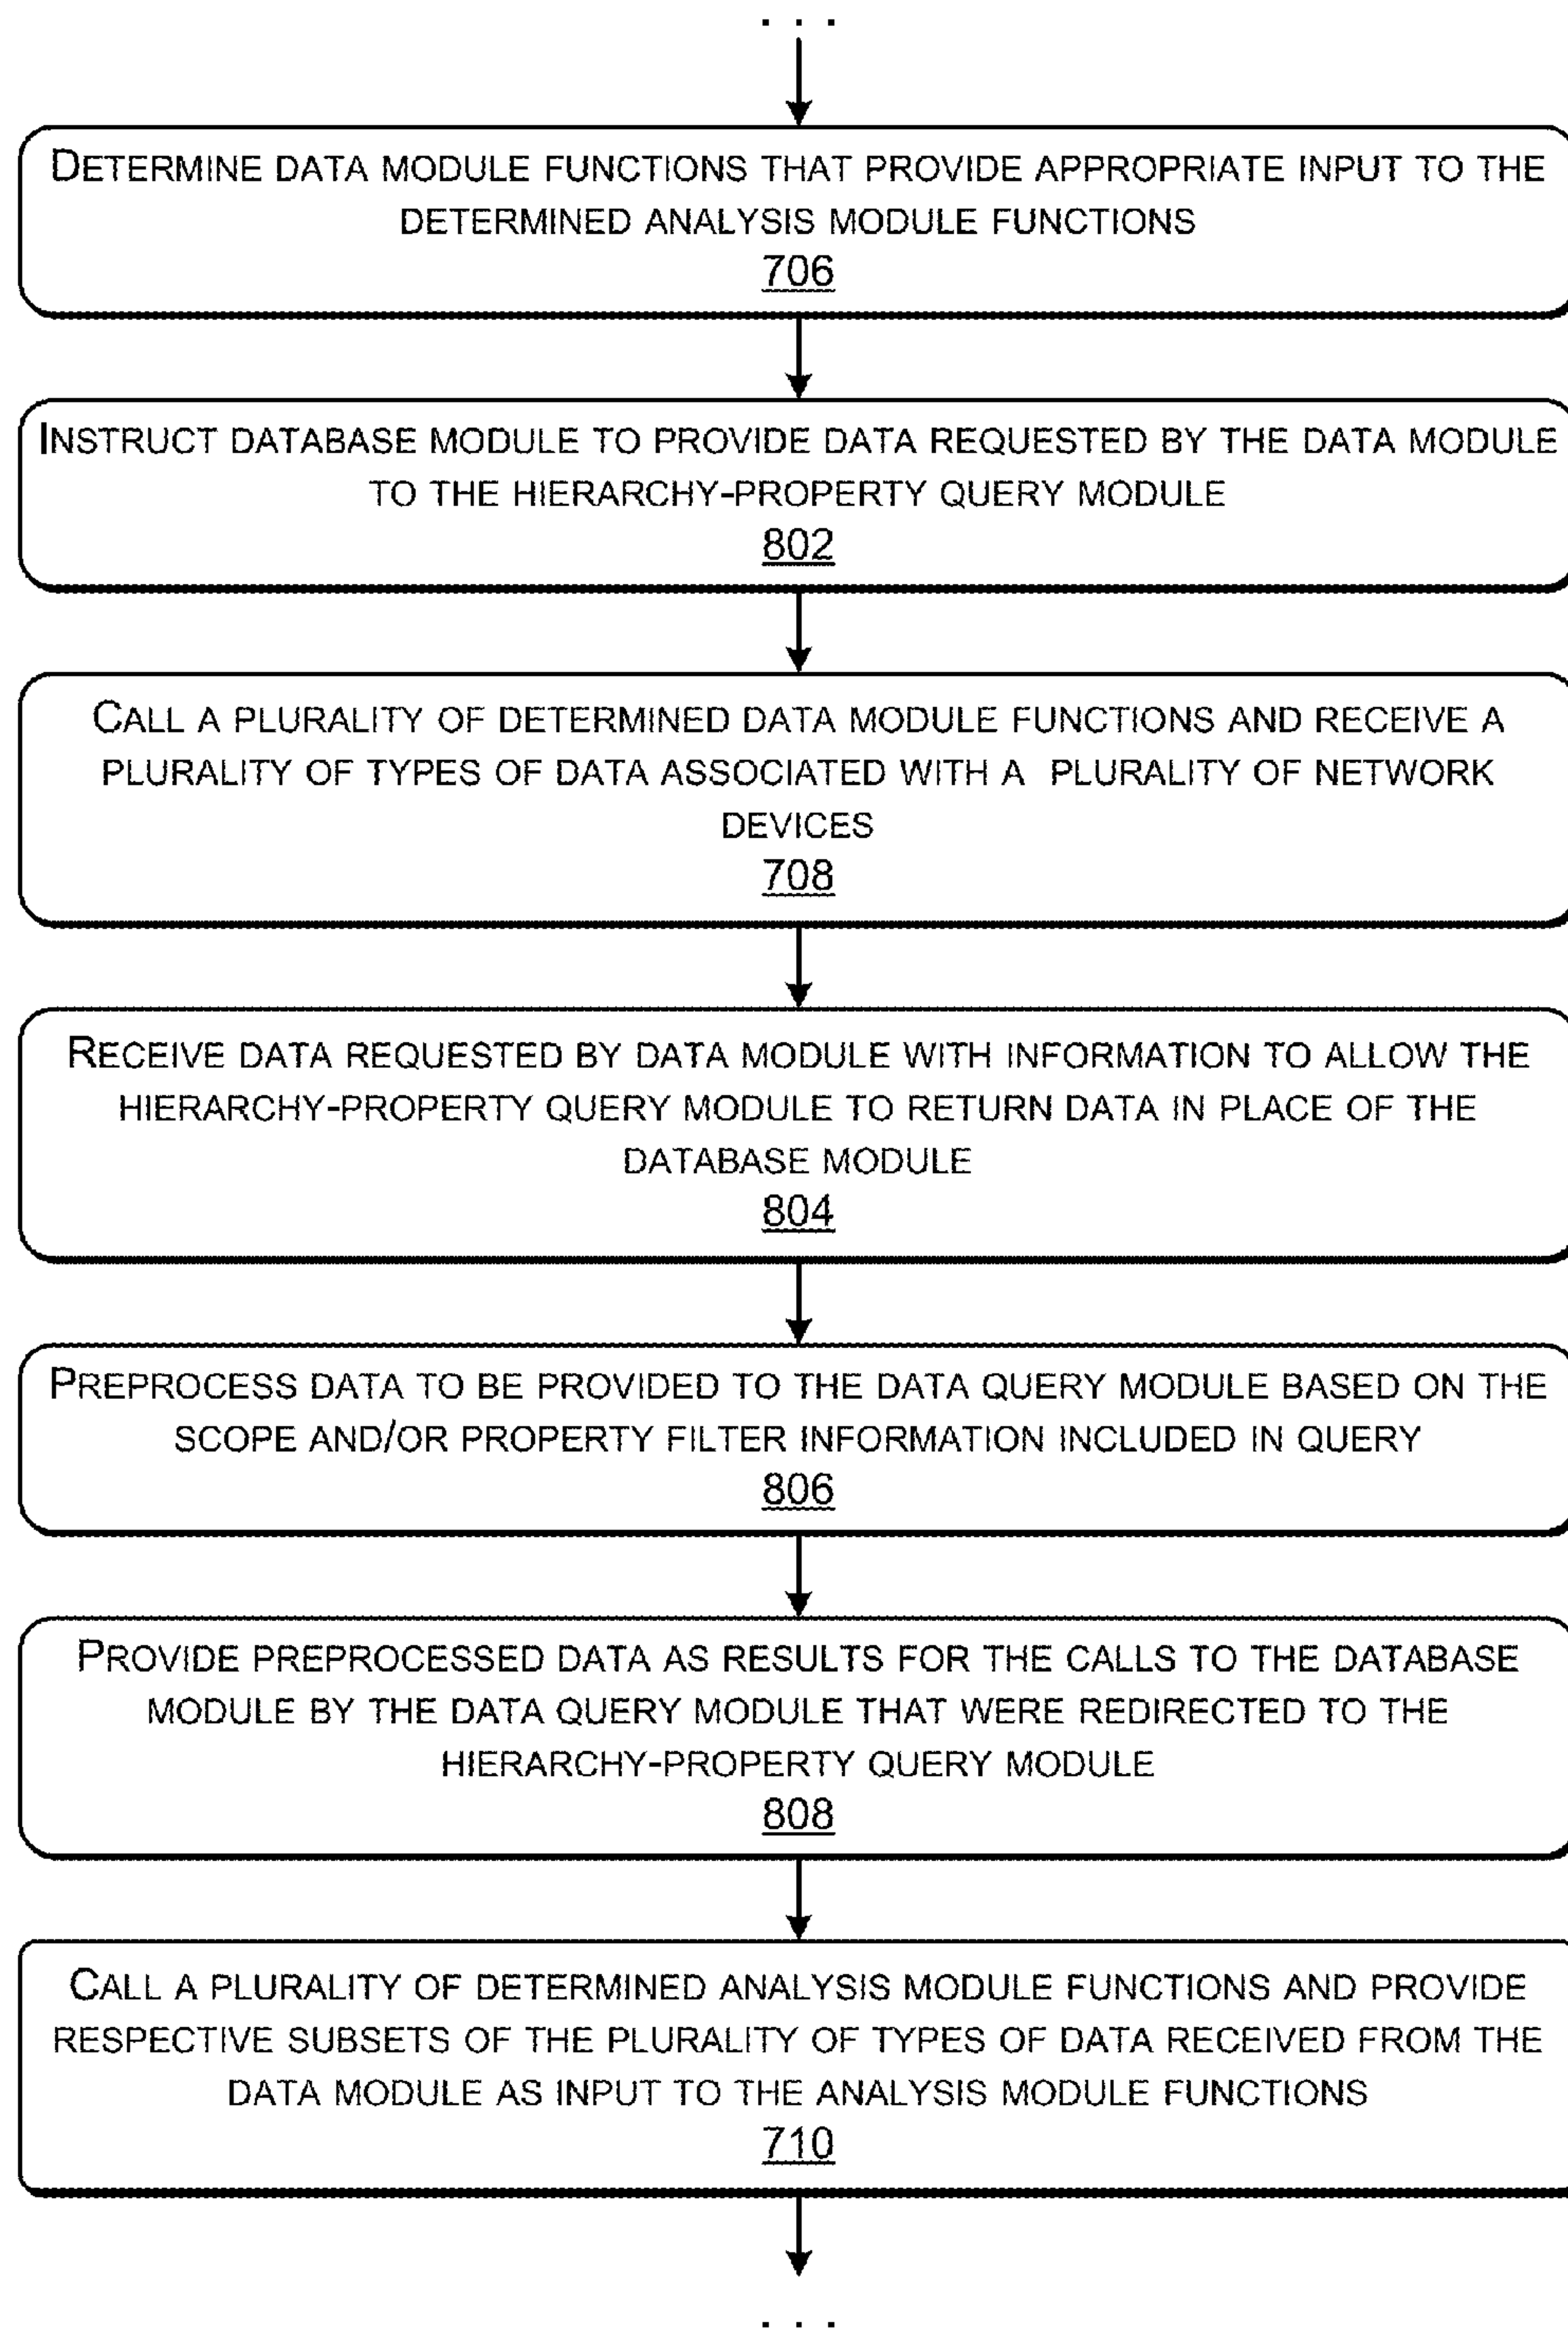 . . .
DETERMINE DATA MODULE FUNCTIONS THAT PROVIDE APPROPRIATE INPUT TO THE
DETERMINED ANALYSIS MODULE FUNCTIONS
706
INSTRUCT DATABASE MODULE TO PROVIDE DATA REQUESTED BY THE DATA MODULE
TO THE HIERARCHY-PROPERTY QUERY MODULE
802
CALL A PLURALITY OF DETERMINED DATA MODULE FUNCTIONS AND RECEIVE A
PLURALITY OF TYPES OF DATA ASSOCIATED WITH A PLURALITY OF NETWORK
DEVICES
708
RECEIVE DATA REQUESTED BY DATA MODULE WITH INFORMATION TO ALLOW THE
HIERARCHY-PROPERTY QUERY MODULE TO RETURN DATA IN PLACE OF THE
DATABASE MODULE
804
PREPROCESS DATA TO BE PROVIDED TO THE DATA QUERY MODULE BASED ON THE
SCOPE AND/OR PROPERTY FILTER INFORMATION INCLUDED IN QUERY
806
PROVIDE PREPROCESSED DATA AS RESULTS FOR THE CALLS TO THE DATABASE
MODULE BY THE DATA QUERY MODULE THAT WERE REDIRECTED TO THE
HIERARCHY-PROPERTY QUERY MODULE
808
CALL A PLURALITY OF DETERMINED ANALYSIS MODULE FUNCTIONS AND PROVIDE
RESPECTIVE SUBSETS OF THE PLURALITY OF TYPES OF DATA RECEIVED FROM THE
DATA MODULE AS INPUT TO THE ANALYSIS MODULE FUNCTIONS
710
. . .